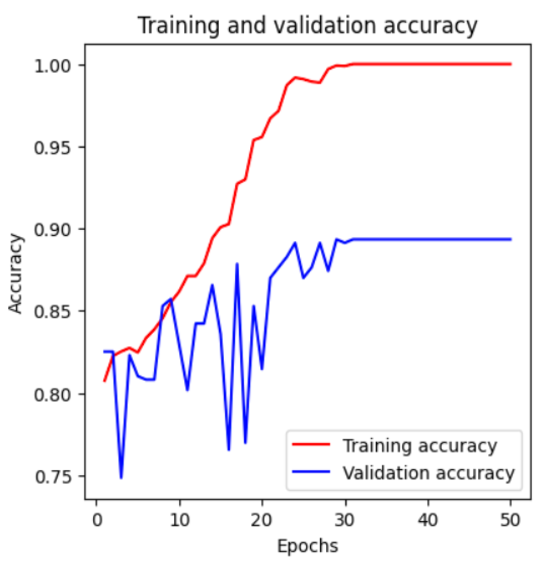 Training and validation accuracy
1.00
0.95
0.90
0.85
0.80
0.75
Accuracy
Training accuracy
Validation accuracy
0 10 20 30 40 50
Epochs